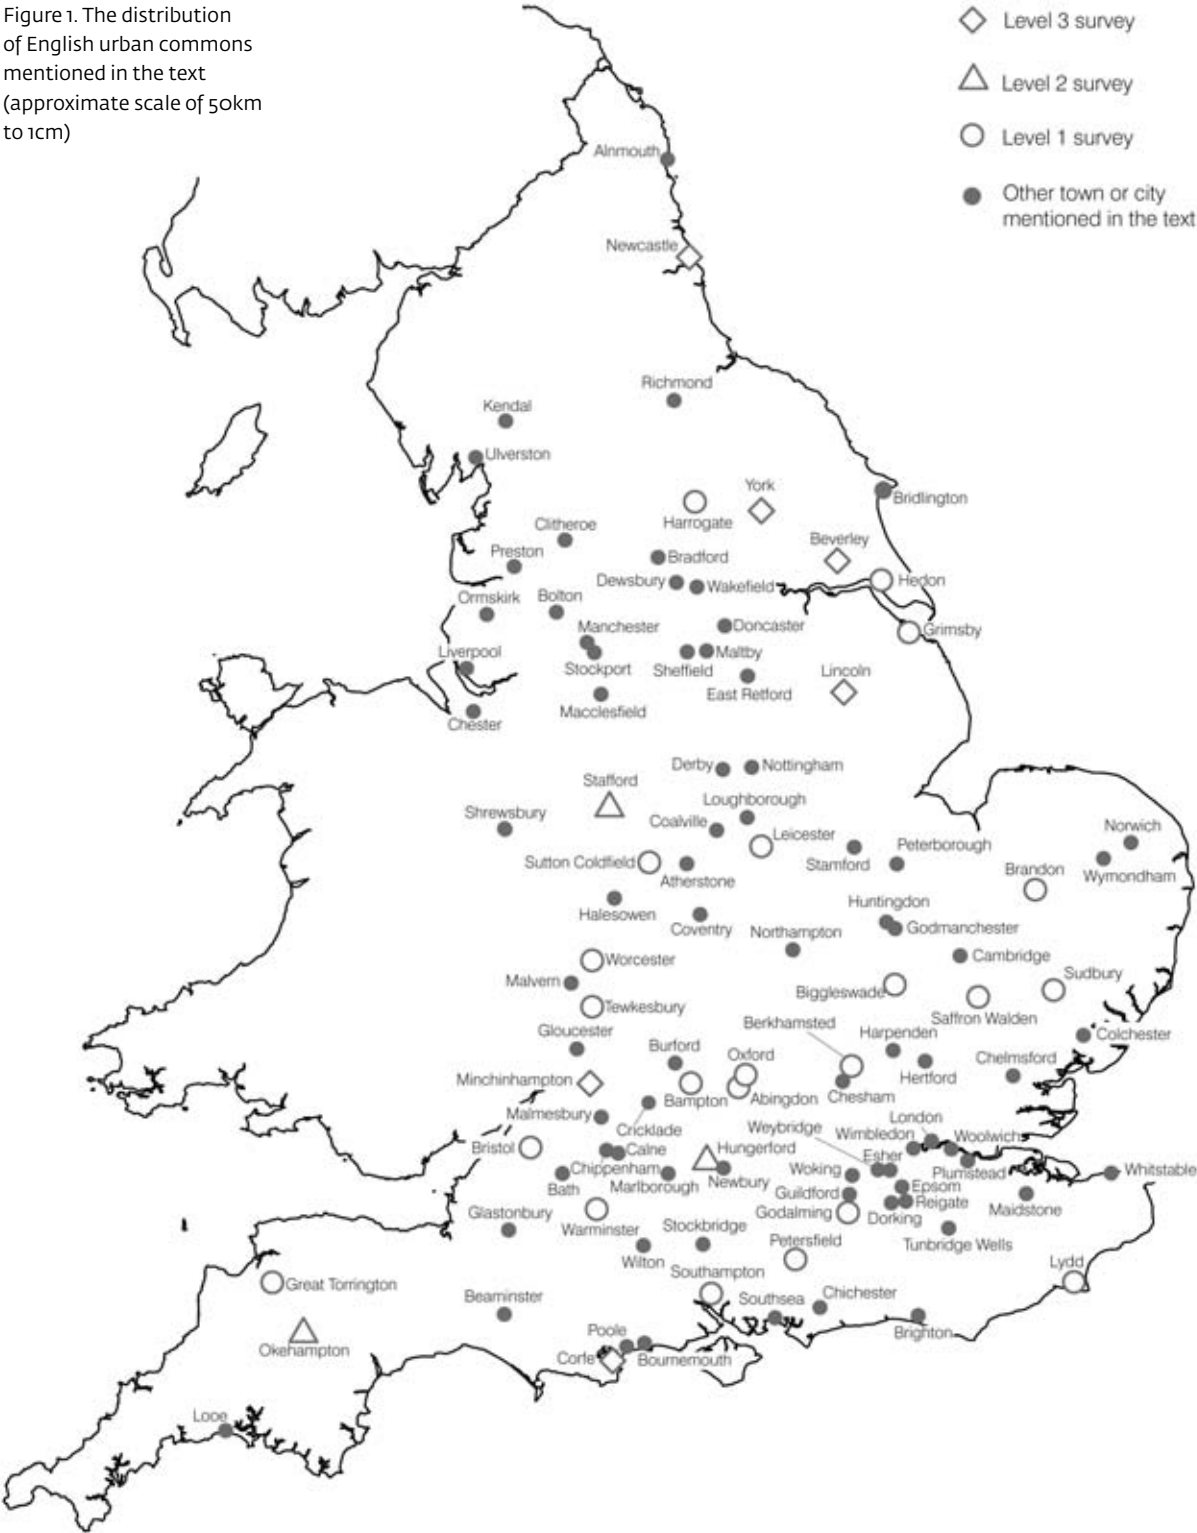 Figure 1. The distribution
of English urban commons
mentioned in the text
(approximate scale of 50km
to 1cm)
Level 3 survey
Level 2 survey
Level 1 survey
Other town or city
mentioned in the text
Alnmouth
Newcastle
Richmond
Kendal
Ulverston
York
Harrogate
Bridlington
Clitheroe
Beverley
Preston
Bradford
Dewsbury
Wakefield
Hedon
Ormskirk
Bolton
Manchester
Doncaster
Grimsby
Liverpool
Stockport
Sheffield
Maltby
Lincoln
East Retford
Macclesfield
Chester
Derby
Nottingham
Stafford
Loughborough
Shrewsbury
Coalville
Leicester
Norwich
Peterborough
Sutton Coldfield
Stamford
Brandon
Wymondham
Atherstone
Huntingdon
Halesowen
Coventry
Northampton
Godmanchester
Cambridge
Worcester
Malvern
Sudbury
Biggleswade
Tewkesbury
Saffron Walden
Gloucester
Berkhamsted
Harpenden
Colchester
Burford
Oxford
Chelmsford
Minchinhampton
Hertford
Bampton
Abingdon
Chesham
Malmesbury
Cricklade
Weybridge
London
Wimbledon
Woolwich
Bristol
Calne
Hungerford
Esher
Chippenham
Woking
Plumstead
Whitstable
Bath
Marlborough
Newbury
Epsom
Guildford
Reigate
Maidstone
Glastonbury
Warminster
Stockbridge
Godalming
Dorking
Petersfield
Tunbridge Wells
Wilton
Lydd
Southampton
Great Torrington
Beaminster
Southsea
Chichester
Okehampton
Poole
Brighton
Corfe
Bournemouth
Looe